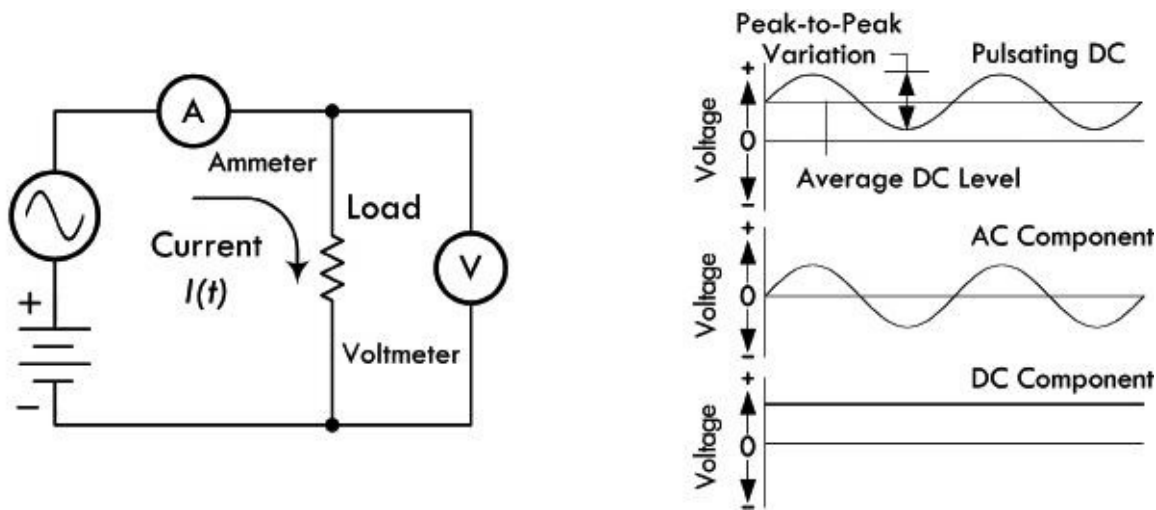 A
Ammeter
Load
Current
I(t)
V
Voltmeter
+
−
Peak-to-Peak
Variation
Pulsating DC
+
0
−
Voltage
Average DC Level
AC Component
+
0
−
Voltage
DC Component
+
0
−
Voltage